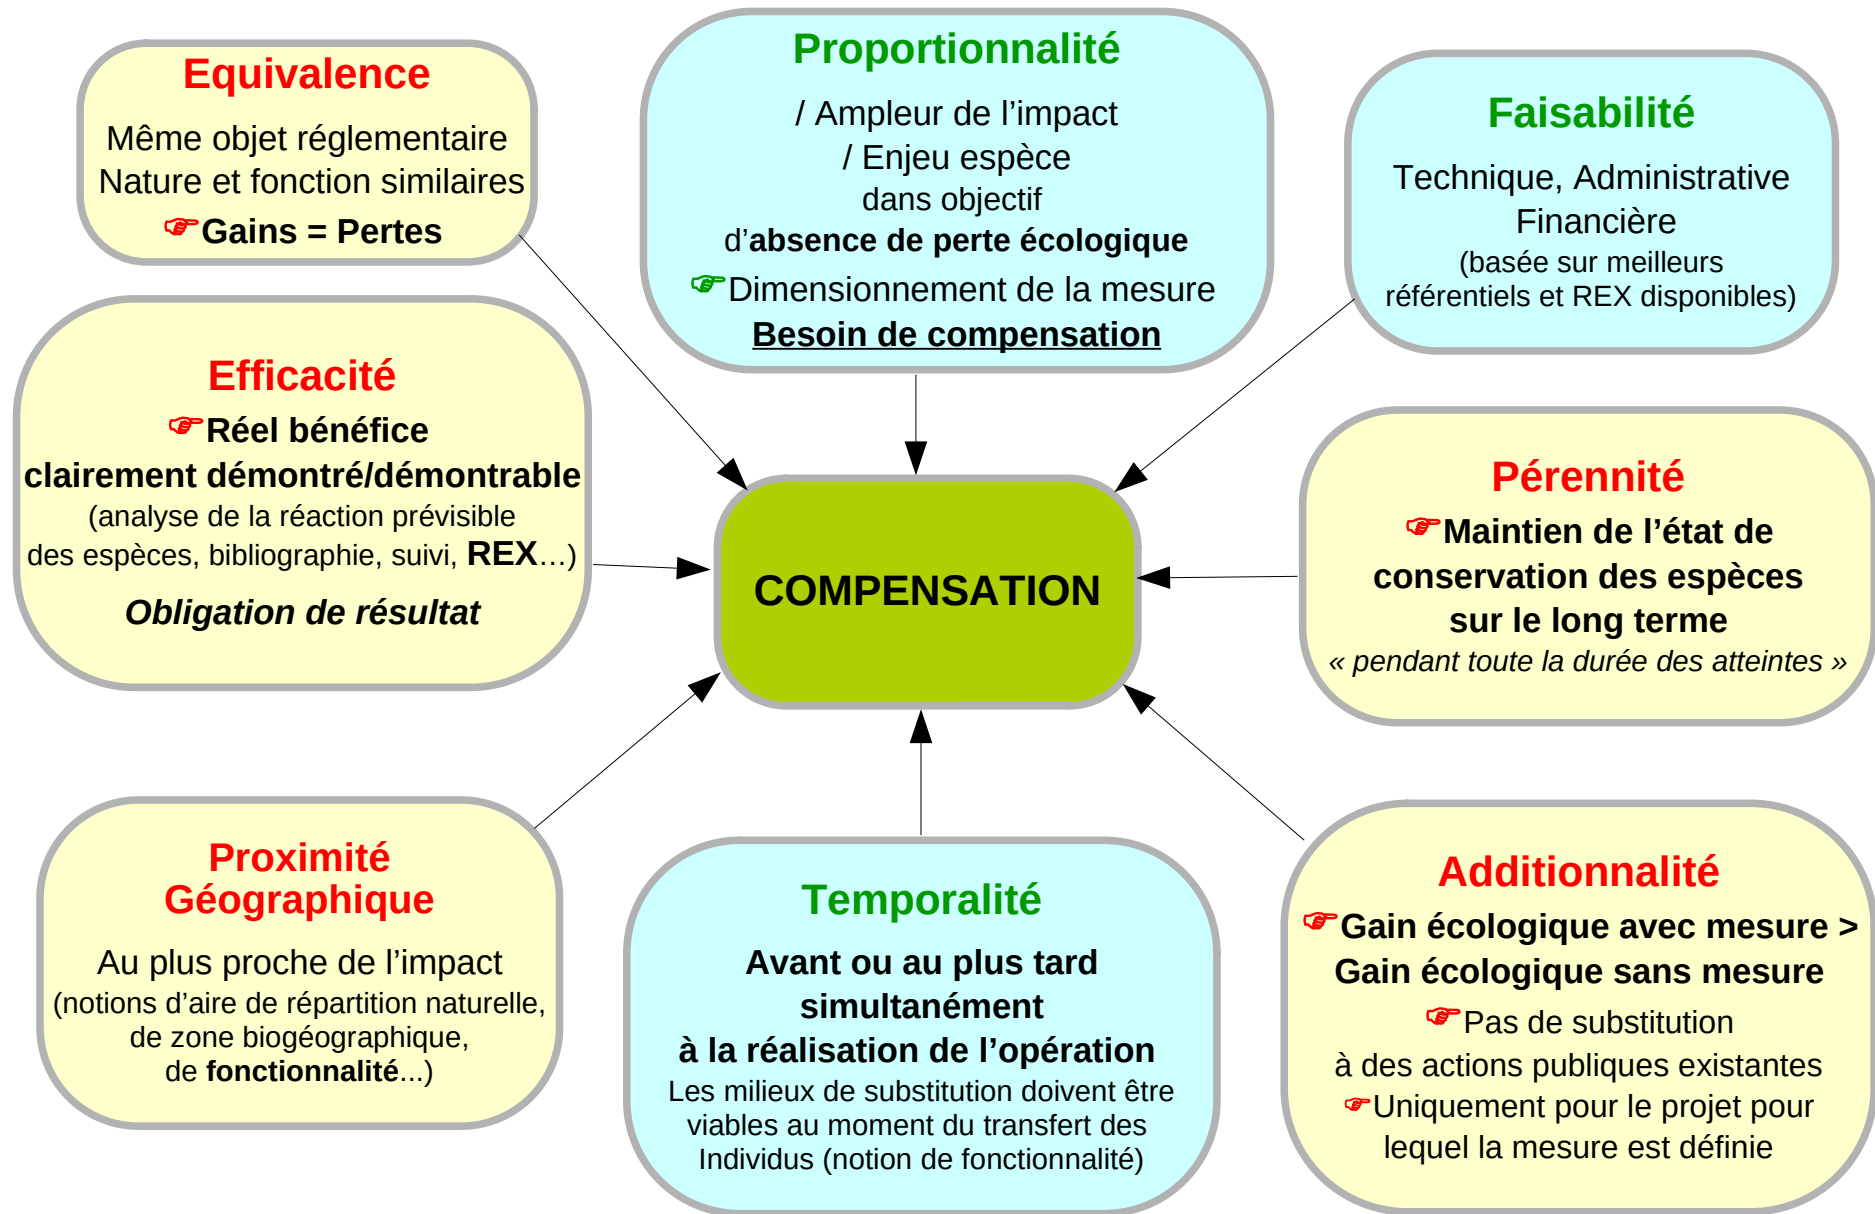 Equivalence
Même objet réglementaire
Nature et fonction similaires
☞Gains = Pertes
Proportionnalité
/ Ampleur de l’impact
/ Enjeu espèce
dans objectif
d’absence de perte écologique
☞Dimensionnement de la mesure
Besoin de compensation
Faisabilité
Technique, Administrative
Financière
(basée sur meilleurs
référentiels et REX disponibles)
Efficacité
☞Réel bénéfice
clairement démontré/démontrable
(analyse de la réaction prévisible
des espèces, bibliographie, suivi, REX…)
Obligation de résultat
COMPENSATION
Pérennité
☞Maintien de l’état de
conservation des espèces
sur le long terme
« pendant toute la durée des atteintes »
Proximité
Géographique
Au plus proche de l’impact
(notions d’aire de répartition naturelle,
de zone biogéographique,
de fonctionnalité...)
Temporalité
Avant ou au plus tard
simultanément
à la réalisation de l’opération
Les milieux de substitution doivent être
viables au moment du transfert des
Individus (notion de fonctionnalité)
Additionnalité
☞Gain écologique avec mesure >
Gain écologique sans mesure
☞Pas de substitution
à des actions publiques existantes
☞Uniquement pour le projet pour
lequel la mesure est définie